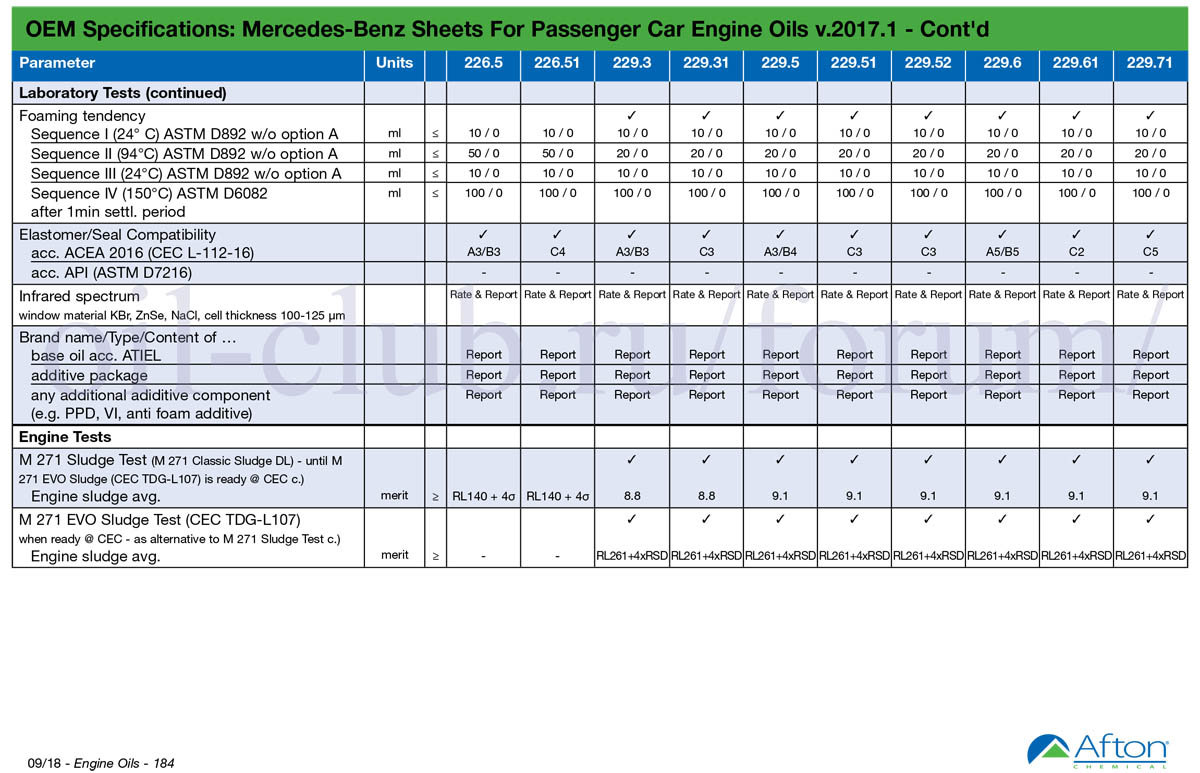 OEM Specifications: Mercedes-Benz Sheets For Passenger Car Engine Oils v.2017.1 - Cont'd
Parameter Units 226.5 226.51 229.3 229.31 229.5 229.51 229.52 229.6 229.61 229.71
Laboratory Tests (continued)
Foaming tendency ✓ ✓ ✓ ✓ ✓ ✓ ✓ ✓
Sequence I (24° C) ASTM D892 w/o option A ml ≤ 10 / 0 10 / 0 10 / 0 10 / 0 10 / 0 10 / 0 10 / 0 10 / 0 10 / 0 10 / 0
Sequence II (94°C) ASTM D892 w/o option A ml ≤ 50 / 0 50 / 0 20 / 0 20 / 0 20 / 0 20 / 0 20 / 0 20 / 0 20 / 0 20 / 0
Sequence III (24°C) ASTM D892 w/o option A ml ≤ 10 / 0 10 / 0 10 / 0 10 / 0 10 / 0 10 / 0 10 / 0 10 / 0 10 / 0 10 / 0
Sequence IV (150°C) ASTM D6082 ml ≤ 100 / 0 100 / 0 100 / 0 100 / 0 100 / 0 100 / 0 100 / 0 100 / 0 100 / 0 100 / 0
after 1min settl. period
Elastomer/Seal Compatibility ✓ ✓ ✓ ✓ ✓ ✓ ✓ ✓ ✓ ✓
acc. ACEA 2016 (CEC L-112-16) A3/B3 C4 A3/B3 C3 A3/B4 C3 C3 A5/B5 C2 C5
acc. API (ASTM D7216) - - - - - - - - - -
Infrared spectrum Rate & Report Rate & Report Rate & Report Rate & Report Rate & Report Rate & Report Rate & Report Rate & Report Rate & Report Rate & Report
window material KBr, ZnSe, NaCl, cell thickness 100-125 µm
Brand name/Type/Content of …
base oil acc. ATIEL Report Report Report Report Report Report Report Report Report Report
additive package Report Report Report Report Report Report Report Report Report Report
any additional adiditive component Report Report Report Report Report Report Report Report Report Report
(e.g. PPD, VI, anti foam additive)
oil-club.ru/forum/
Engine Tests
M 271 Sludge Test (M 271 Classic Sludge DL) - until M ✓ ✓ ✓ ✓ ✓ ✓ ✓ ✓
271 EVO Sludge (CEC TDG-L107) is ready @ CEC c.)
Engine sludge avg. merit ≥ RL140 + 4σ RL140 + 4σ 8.8 8.8 9.1 9.1 9.1 9.1 9.1 9.1
M 271 EVO Sludge Test (CEC TDG-L107) ✓ ✓ ✓ ✓ ✓ ✓ ✓ ✓
when ready @ CEC - as alternative to M 271 Sludge Test c.)
Engine sludge avg. merit ≥ - - RL261+4xRSD RL261+4xRSD RL261+4xRSD RL261+4xRSD RL261+4xRSD RL261+4xRSD RL261+4xRSD RL261+4xRSD
09/18 - Engine Oils - 184
Afton
CHEMICAL